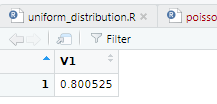 uniform_distribution.R
poisso
Filter
V1
1 0.800525